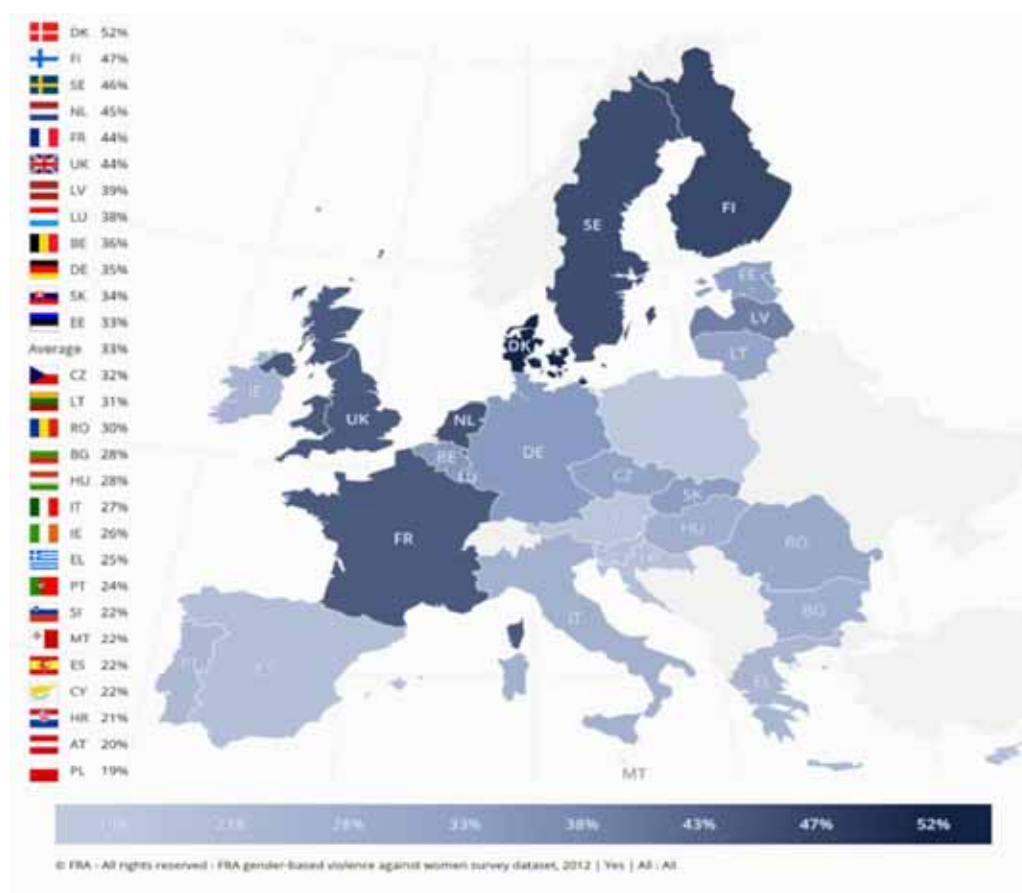 DK 52%
FI 47%
SE 46%
NL 45%
FR 44%
UK 44%
LV 39%
LU 38%
BE 36%
DE 35%
SK 34%
EE 33%
Average 33%
CZ 32%
LT 31%
RO 30%
BG 28%
HU 28%
IT 27%
IE 26%
EL 25%
PT 24%
SI 22%
MT 22%
ES 22%
CY 22%
HR 21%
AT 20%
PL 19%
FI
SE
EE
LV
DK
LT
IE
UK
NL
DE
BE
LU
CZ
SK
FR
HU
RO
BG
IT
PT
ES
EL
MT
23% 28% 33% 38% 43% 47% 52%
© FRA - All rights reserved - FRA gender-based violence against women survey dataset, 2012 | Yes | All : All